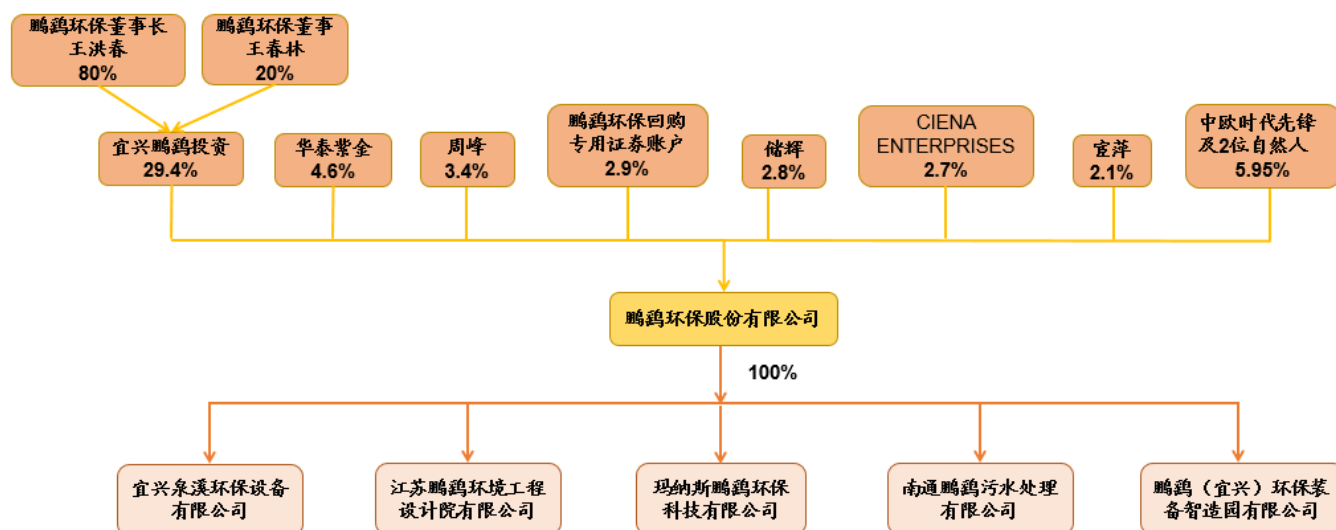 鹏鹞环保董事长
王洪春
80%
鹏鹞环保董事
王春林
20%
宜兴鹏鹞投资
29.4%
华泰紫金
4.6%
周峰
3.4%
鹏鹞环保回购
专用证券账户
2.9%
储辉
2.8%
CIENA
ENTERPRISES
2.7%
宣萍
2.1%
中欧时代先锋
及2位自然人
5.95%
鹏鹞环保股份有限公司
100%
宜兴泉溪环保设备
有限公司
江苏鹏鹞环境工程
设计院有限公司
玛纳斯鹏鹞环保
科技有限公司
南通鹏鹞污水处理
有限公司
鹏鹞（宜兴）环保装
备智造园有限公司